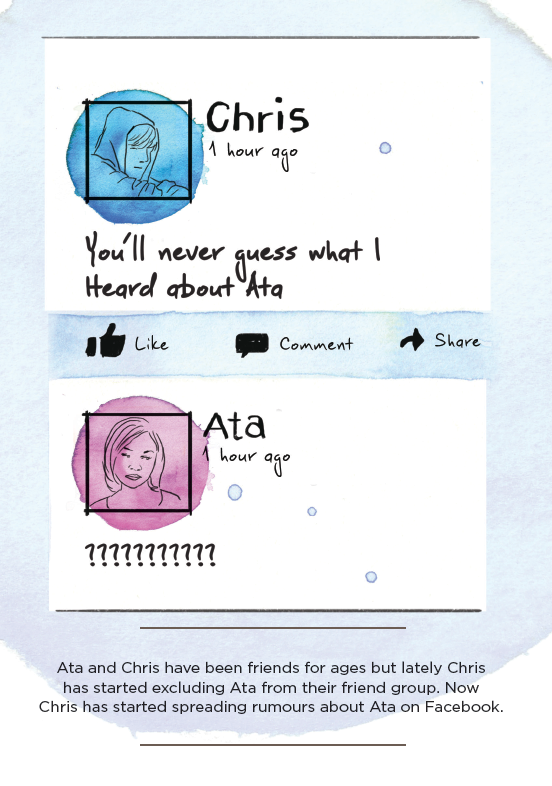 Chris
1 hour ago
You'll never guess what I
Heard about Ata
Like Comment Share
Ata
1 hour ago
???????????
Ata and Chris have been friends for ages but lately Chris
has started excluding Ata from their friend group. Now
Chris has started spreading rumours about Ata on Facebook.